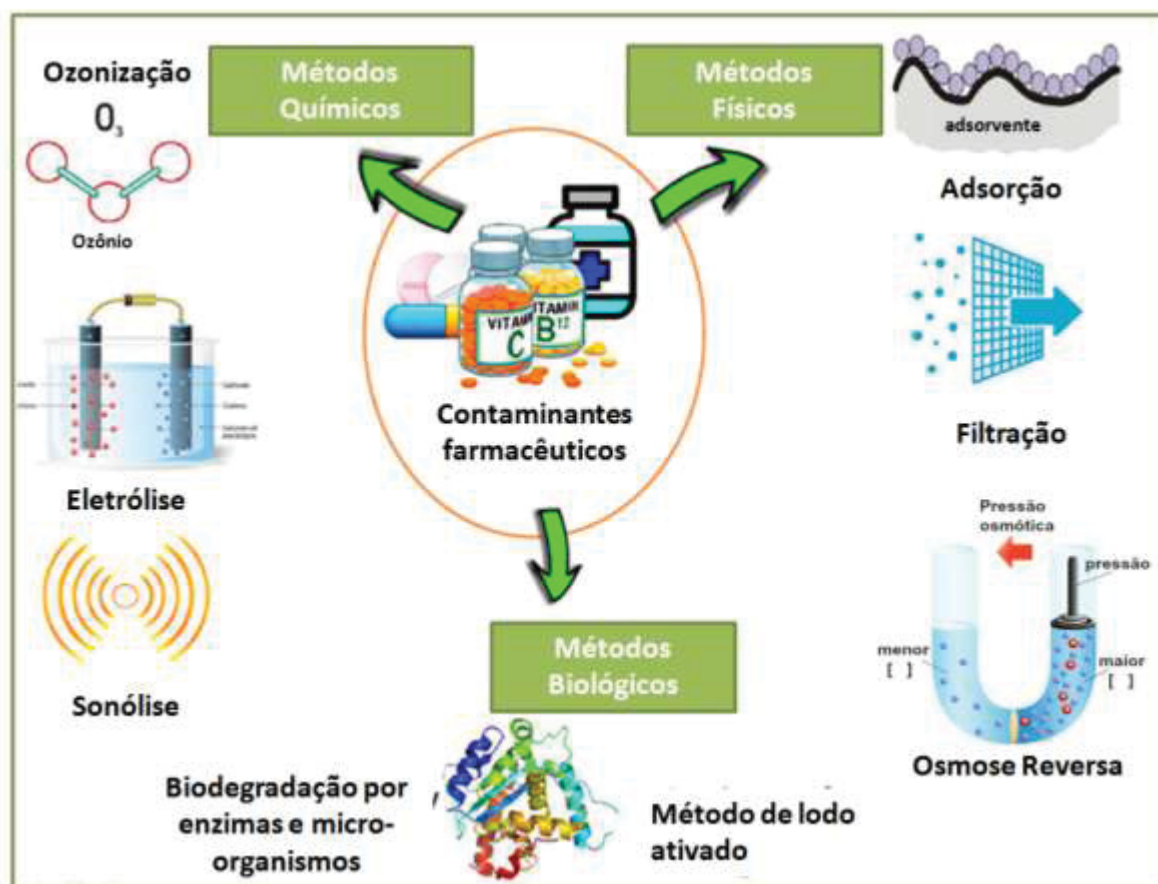 Ozonização
O₃
Ozônio
Métodos
Químicos
Métodos
Físicos
adsorvente
Adsorção
Filtração
VITAMIN
C
VITAMIN
B12
Contaminantes
farmacêuticos
Eletrólise
Sonólise
Pressão
osmótica
pressão
menor
[ ]
maior
[ ]
Osmose Reversa
Métodos
Biológicos
Biodegradação por
enzimas e micro-
organismos
Método de lodo
ativado